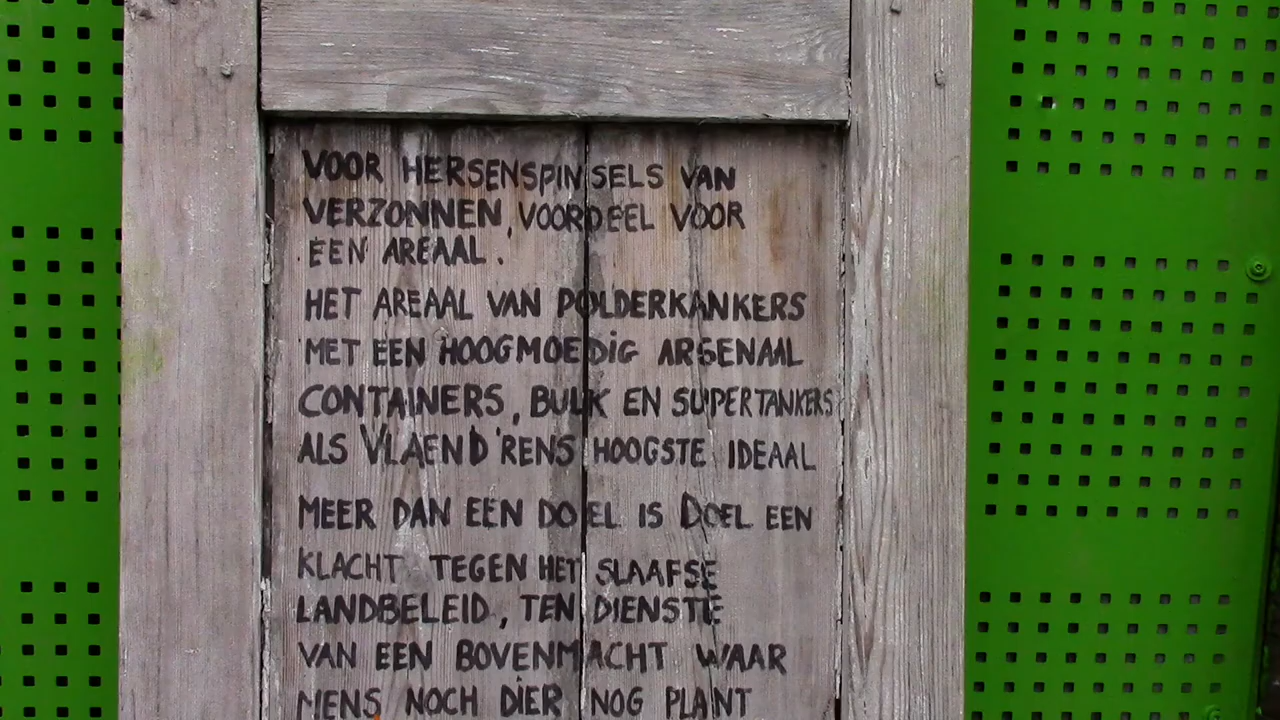 VOOR HERSENSPINSELS VAN
VERZONNEN, VOORDEEL VOOR
EEN AREAAL.
HET AREAAL VAN POLDERKANKERS
MET EEN HOOGMOEDIG ARSENAAL
CONTAINERS, BULK EN SUPERTANKERS
ALS VLAEND'RENS HOOGSTE IDEAAL
MEER DAN EEN DOEL IS DOEL EEN
KLACHT TEGEN HET SLAAFSE
LANDBELEID, TEN DIENSTE
VAN EEN BOVENMACHT WAAR
MENS NOCH DIER NOG PLANT